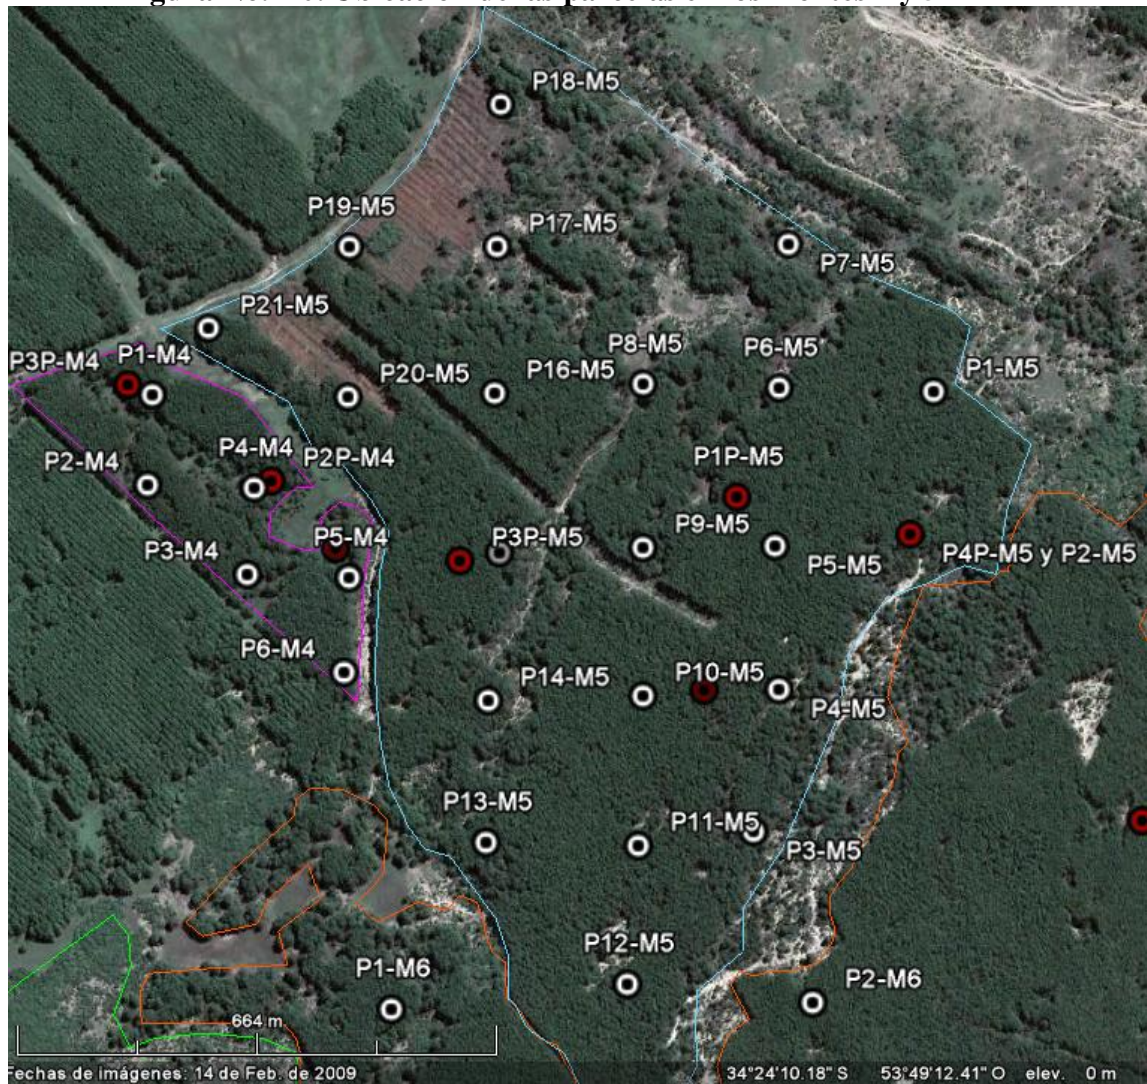 P18-M5
P19-M5
P17-M5
P7-M5
P21-M5
P3P-M4
P1-M4
P20-M5
P16-M5
P8-M5
P6-M5
P1-M5
P2-M4
P4-M4
P2P-M4
P1P-M5
P3-M4
P5-M4
P3P-M5
P9-M5
P5-M5
P4P-M5 y P2-M5
P6-M4
P14-M5
P10-M5
P4-M5
P13-M5
P11-M5
P3-M5
P12-M5
P1-M6
P2-M6
664 m
Fechas de imágenes: 14 de Feb. de 2009
34°24'10.18" S 53°49'12.41" O elev. 0 m